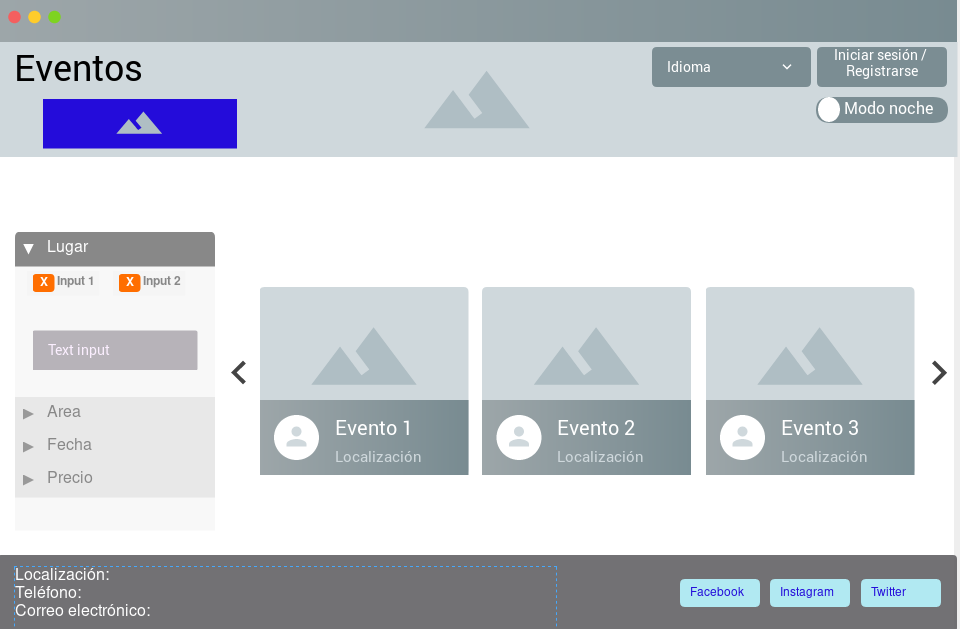 Eventos
Idioma
Iniciar sesión /
Registrarse
Modo noche
▼ Lugar
X Input 1 X Input 2
Text input
▶ Area
▶ Fecha
▶ Precio
Evento 1
Localización
Evento 2
Localización
Evento 3
Localización
Localización:
Teléfono:
Correo electrónico:
Facebook Instagram Twitter